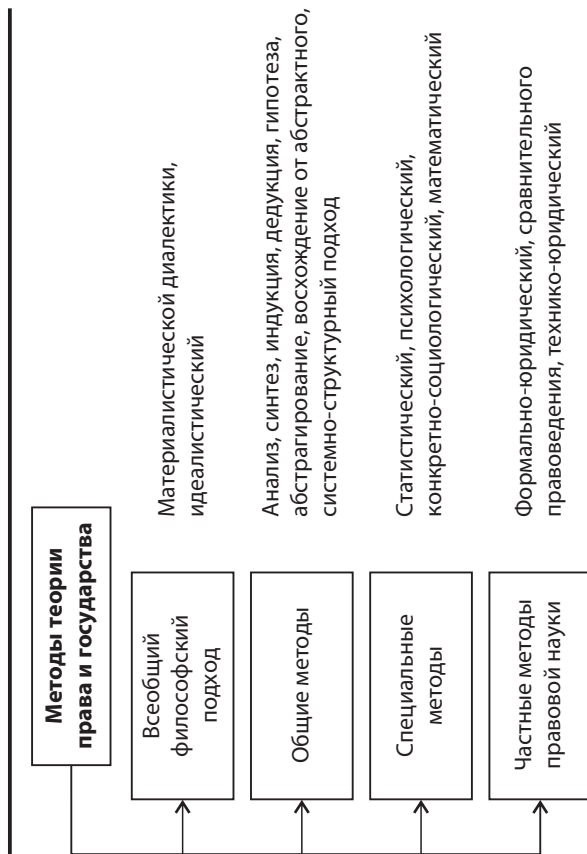 Методы теории
права и государства
Всеобщий
философский
подход
Материалистической диалектики,
идеалистический
Общие методы
Анализ, синтез, индукция, дедукция, гипотеза,
абстрагирование, восхождение от абстрактного,
системно-структурный подход
Специальные
методы
Статистический, психологический,
конкретно-социологический, математический
Частные методы
правовой науки
Формально-юридический, сравнительного
правоведения, технико-юридический